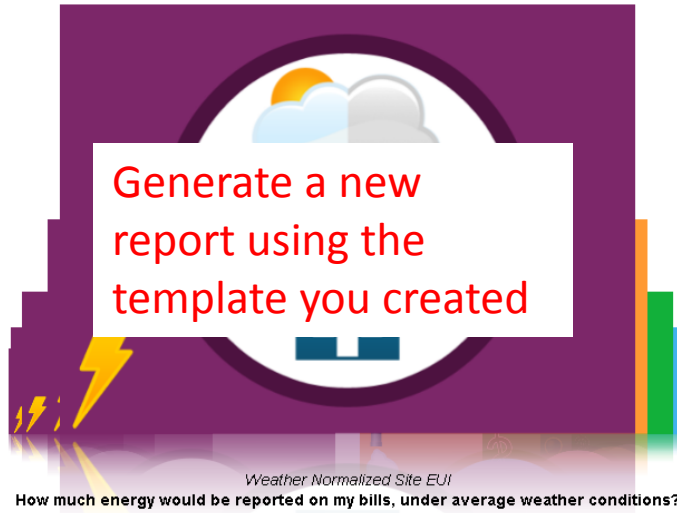 Generate a new
report using the
template you created
Weather Normalized Site EUI
How much energy would be reported on my bills, under average weather conditions?